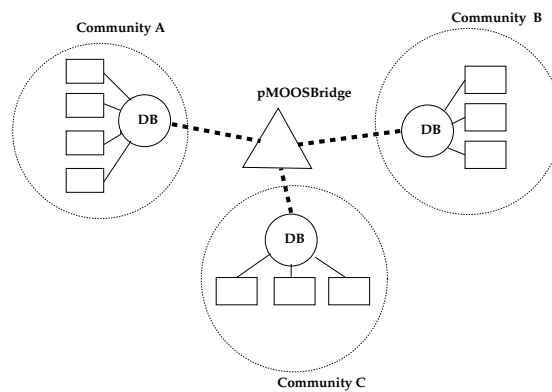 Community A
Community B
pMOOSBridge
DB
DB
DB
Community C